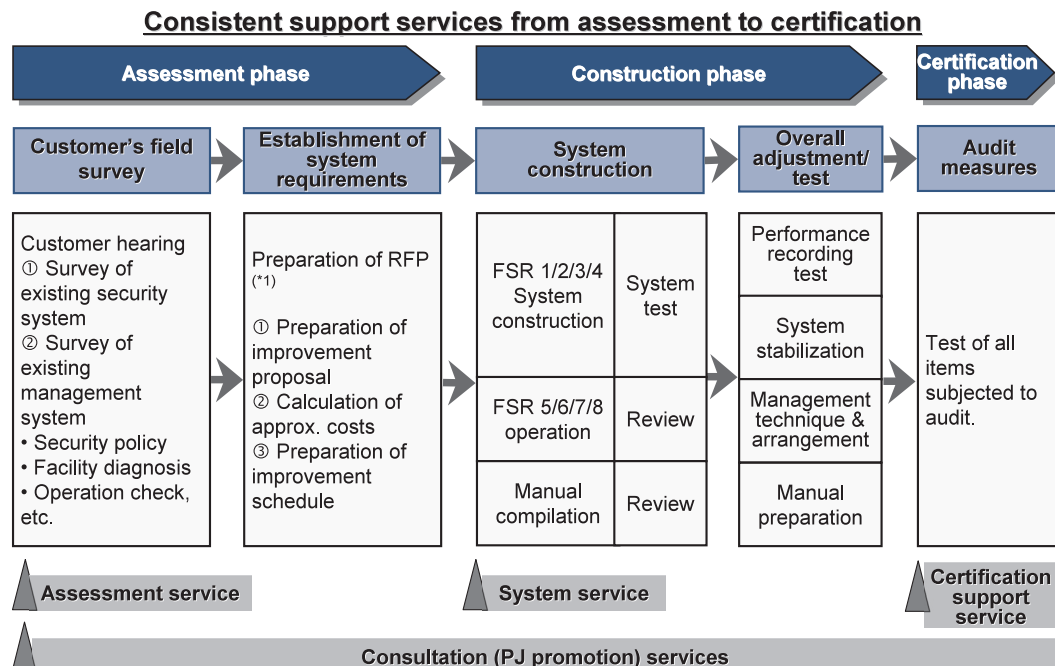 Consistent support services from assessment to certification
Assessment phase
Construction phase
Certification
phase
Customer's field
survey
Establishment of
system
requirements
System
construction
Overall
adjustment/
test
Audit
measures
Customer hearing
① Survey of
existing security
system
② Survey of
existing
management
system
• Security policy
• Facility diagnosis
• Operation check,
etc.
Preparation of RFP
(*1)
① Preparation of
improvement
proposal
② Calculation of
approx. costs
③ Preparation of
improvement
schedule
FSR 1/2/3/4
System
construction
System
test
FSR 5/6/7/8
operation
Review
Manual
compilation
Review
Performance
recording
test
System
stabilization
Management
technique &
arrangement
Manual
preparation
Test of all
items
subjected to
audit.
Assessment service
System service
Certification
support
service
Consultation (PJ promotion) services